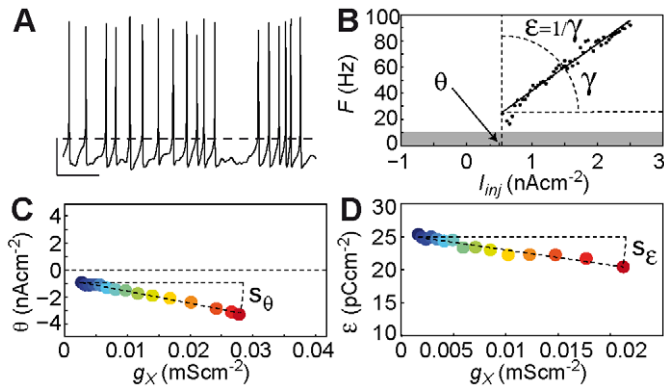 A
B
F (Hz)
100
80
60
40
20
0
-1
0
1
2
3
I_inj (nAcm-2)
θ
ε=1/γ
γ
C
θ (nAcm-2)
4
2
0
-2
-4
0
0.01
0.02
0.03
0.04
g_X (mScm-2)
S_θ
D
ε (pCcm-2)
30
25
20
15
10
0
0.005
0.01
0.015
0.02
0.025
g_X (mScm-2)
S_ε